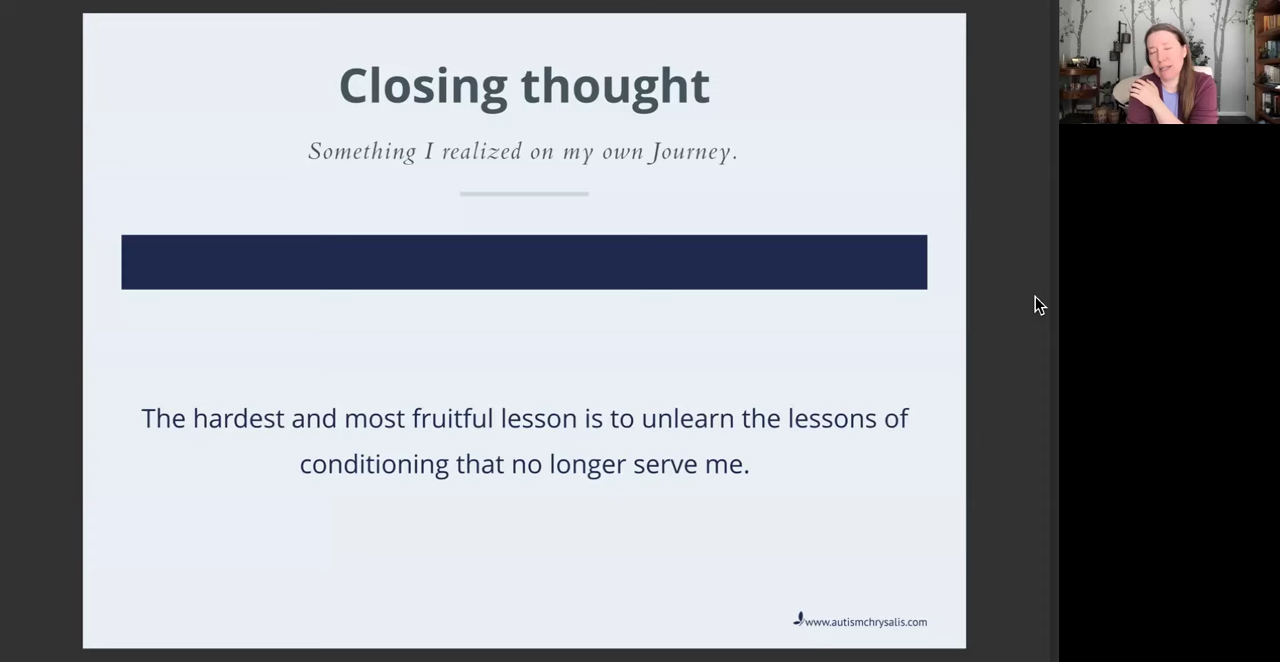 Closing thought
Something I realized on my own Journey.
The hardest and most fruitful lesson is to unlearn the lessons of
conditioning that no longer serve me.
www.autismchrysalis.com